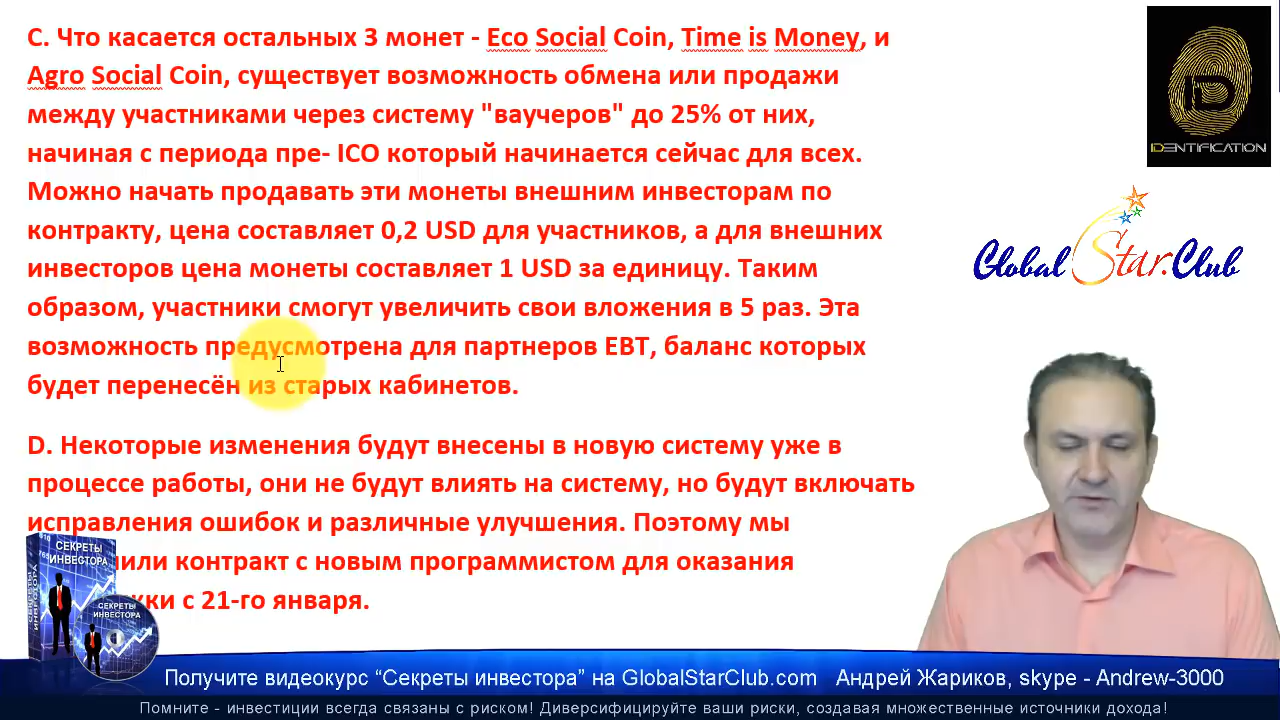 C. Что касается остальных 3 монет - Eco Social Coin, Time is Money, и
Agro Social Coin, существует возможность обмена или продажи
между участниками через систему "ваучеров" до 25% от них,
начиная с периода пре- ICO который начинается сейчас для всех.
Можно начать продавать эти монеты внешним инвесторам по
контракту, цена составляет 0,2 USD для участников, а для внешних
инвесторов цена монеты составляет 1 USD за единицу. Таким
образом, участники смогут увеличить свои вложения в 5 раз. Эта
возможность предусмотрена для партнеров EBT, баланс которых
будет перенесён из старых кабинетов.
D. Некоторые изменения будут внесены в новую систему уже в
процессе работы, они не будут влиять на систему, но будут включать
исправления ошибок и различные улучшения. Поэтому мы
или контракт с новым программистом для оказания
жки с 21-го января.
ID
IDENTIFICATION
Global Star.Club
СЕКРЕТЫ
ИНВЕСТОРА
СЕКРЕТЫ ИНВЕСТОРА
СЕКРЕТЫ
ИНВЕСТОРА
Получите видеокурс “Секреты инвестора” на GlobalStarClub.com Андрей Жариков, skype - Andrew-3000
Помните - инвестиции всегда связаны с риском! Диверсифицируйте ваши риски, создавая множественные источники дохода!